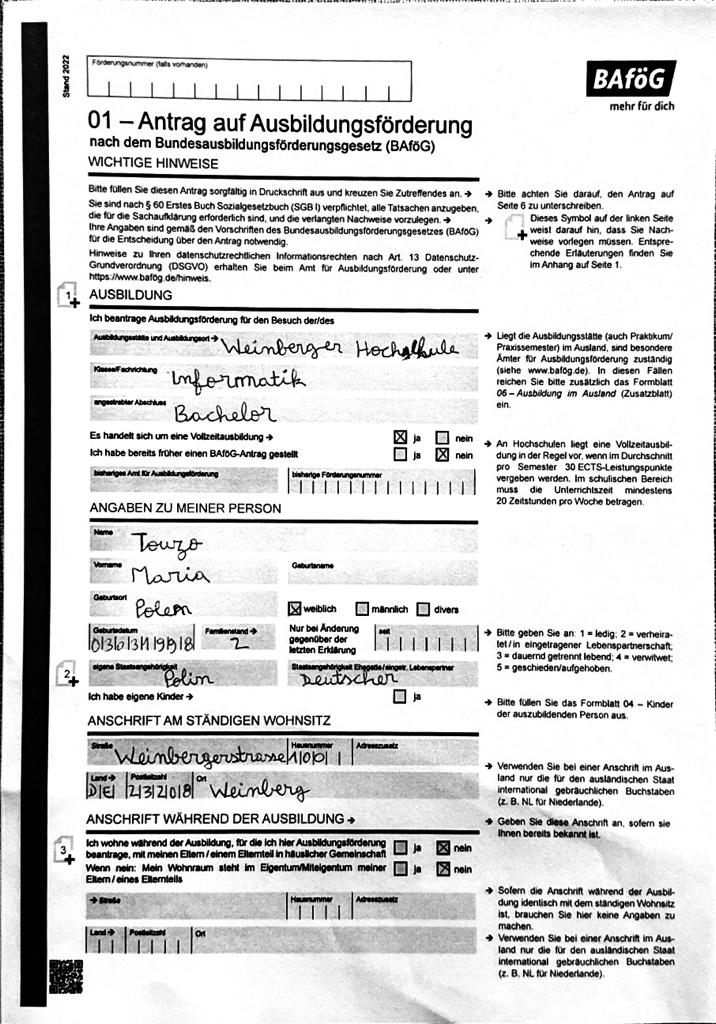 Stand 2022
Förderungsnummer (falls vorhanden)
BAföG
mehr für dich
01 – Antrag auf Ausbildungsförderung
nach dem Bundesausbildungsförderungsgesetz (BAföG)
WICHTIGE HINWEISE
Bitte füllen Sie diesen Antrag sorgfältig in Druckschrift aus und kreuzen Sie Zutreffendes an. →
Sie sind nach § 60 Erstes Buch Sozialgesetzbuch (SGB I) verpflichtet, alle Tatsachen anzugeben,
die für die Sachaufklärung erforderlich sind, und die verlangten Nachweise vorzulegen. →
Ihre Angaben sind gemäß den Vorschriften des Bundesausbildungsförderungsgesetzes (BAföG)
für die Entscheidung über den Antrag notwendig.
Hinweise zu Ihren datenschutzrechtlichen Informationsrechten nach Art. 13 Datenschutz-
Grundverordnung (DSGVO) erhalten Sie beim Amt für Ausbildungsförderung oder unter
https://www.bafög.de/hinweis.
→ Bitte achten Sie darauf, den Antrag auf
Seite 6 zu unterschreiben.
→ Dieses Symbol auf der linken Seite
weist darauf hin, dass Sie Nach-
weise vorlegen müssen. Entspre-
chende Erläuterungen finden Sie
im Anhang auf Seite 1.
1 AUSBILDUNG
Ich beantrage Ausbildungsförderung für den Besuch der/des
Ausbildungsstätte und Ausbildungsort → Weinberger Hochschule
Klasse/Fachrichtung Informatik
angestrebter Abschluss Bachelor
→ Liegt die Ausbildungsstätte (auch Praktikum/
Praxissemester) im Ausland, sind besondere
Ämter für Ausbildungsförderung zuständig
(siehe www.bafög.de). In diesen Fällen
reichen Sie bitte zusätzlich das Formblatt
06 – Ausbildung im Ausland (Zusatzblatt)
ein.
Es handelt sich um eine Vollzeitausbildung → ja nein
Ich habe bereits früher einen BAföG-Antrag gestellt ja nein
bisheriges Amt für Ausbildungsförderung bisherige Förderungsnummer
→ An Hochschulen liegt eine Vollzeitausbil-
dung in der Regel vor, wenn im Durchschnitt
pro Semester 30 ECTS-Leistungspunkte
vergeben werden. Im schulischen Bereich
muss die Unterrichtszeit mindestens
20 Zeitstunden pro Woche betragen.
ANGABEN ZU MEINER PERSON
Name Touzo
Vorname Maria Geburtsname
Geburtsort Polen weiblich männlich divers
Geburtsdatum Familienstand → 2 Nur bei Änderung gegenüber der letzten Erklärung seit
→ Bitte geben Sie an: 1 = ledig; 2 = verheira-
tet / in eingetragener Lebenspartnerschaft;
3 = dauernd getrennt lebend; 4 = verwitwet;
5 = geschieden/aufgehoben.
2 eigene Staatsangehörigkeit Polin Staatsangehörigkeit Ehegatte/eingetr. Lebenspartner Deutscher
Ich habe eigene Kinder → ja
→ Bitte füllen Sie das Formblatt 04 – Kinder
der auszubildenden Person aus.
ANSCHRIFT AM STÄNDIGEN WOHNSITZ
Straße Weinbergerstrasse Hausnummer 100 Adresszusatz
Land → DE Postleitzahl 23208 Ort Weinberg
→ Verwenden Sie bei einer Anschrift im Aus-
land nur die für den ausländischen Staat
international gebräuchlichen Buchstaben
(z. B. NL für Niederlande).
ANSCHRIFT WÄHREND DER AUSBILDUNG →
→ Geben Sie diese Anschrift an, sofern sie
Ihnen bereits bekannt ist.
3 Ich wohne während der Ausbildung, für die ich hier Ausbildungsförderung
beantrage, mit meinen Eltern / einem Elternteil in häuslicher Gemeinschaft ja nein
Wenn nein: Mein Wohnraum steht im Eigentum/Miteigentum meiner
Eltern / eines Elternteils ja nein
→ Straße Hausnummer Adresszusatz
Land → Postleitzahl Ort
→ Sofern die Anschrift während der Ausbil-
dung identisch mit dem ständigen Wohnsitz
ist, brauchen Sie hier keine Angaben zu
machen.
→ Verwenden Sie bei einer Anschrift im Aus-
land nur die für den ausländischen Staat
international gebräuchlichen Buchstaben
(z. B. NL für Niederlande).